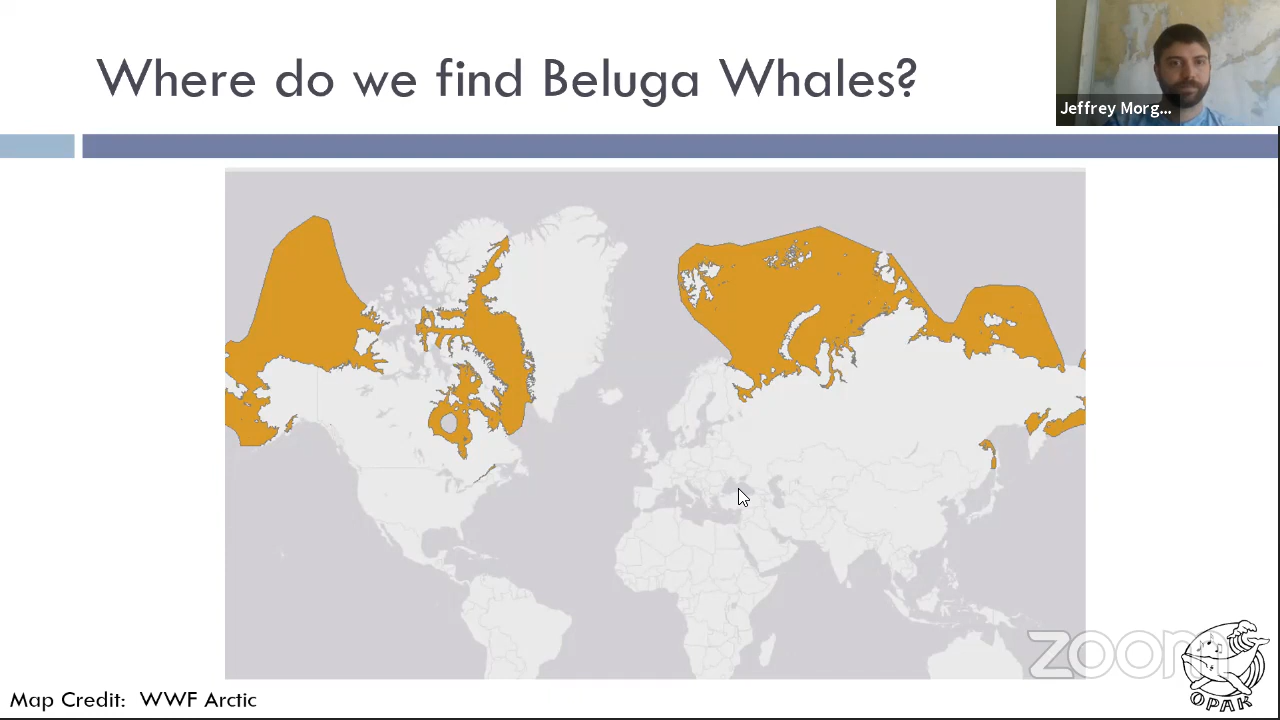 Where do we find Beluga Whales?
Jeffrey Morg...
zoom
OPAK
Map Credit: WWF Arctic